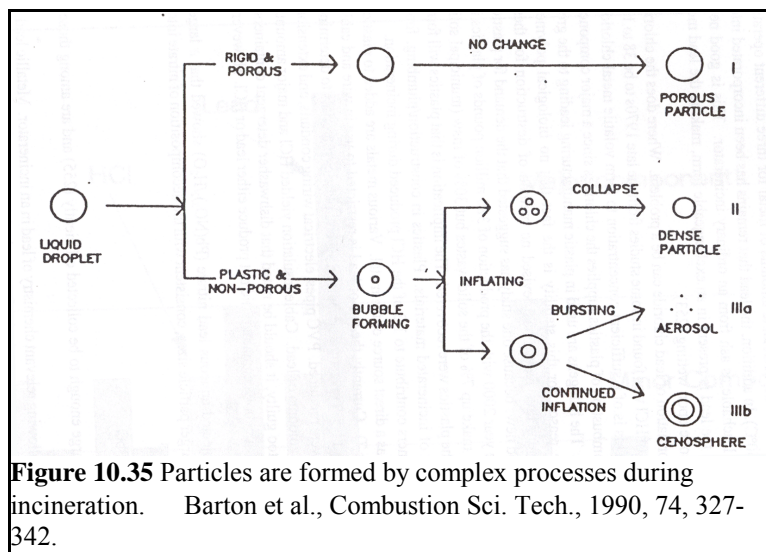 RIGID &
POROUS
NO CHANGE
I
POROUS
PARTICLE
LIQUID
DROPLET
COLLAPSE
II
DENSE
PARTICLE
PLASTIC &
NON-POROUS
BUBBLE
FORMING
INFLATING
BURSTING
IIIa
AEROSOL
CONTINUED
INFLATION
IIIb
CENOSPHERE
Figure 10.35 Particles are formed by complex processes during
incineration. Barton et al., Combustion Sci. Tech., 1990, 74, 327-
342.